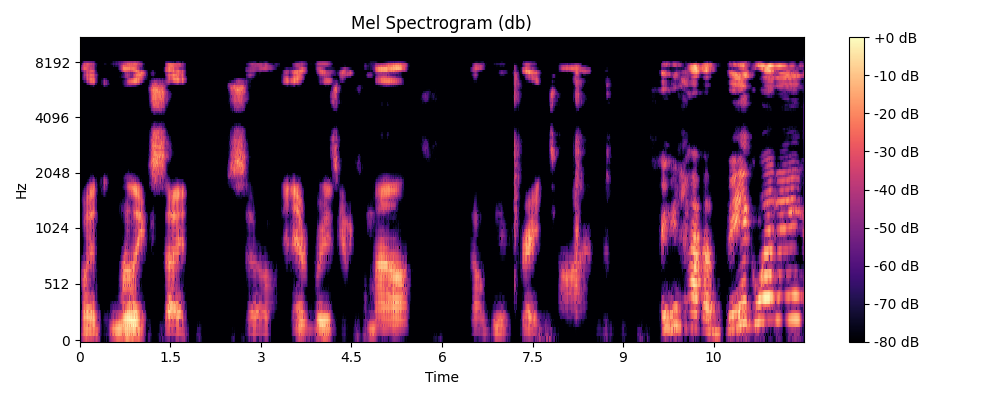 Mel Spectrogram (db)
8192
4096
2048
1024
512
0
Hz
0 1.5 3 4.5 6 7.5 9 10
Time
+0 dB
-10 dB
-20 dB
-30 dB
-40 dB
-50 dB
-60 dB
-70 dB
-80 dB